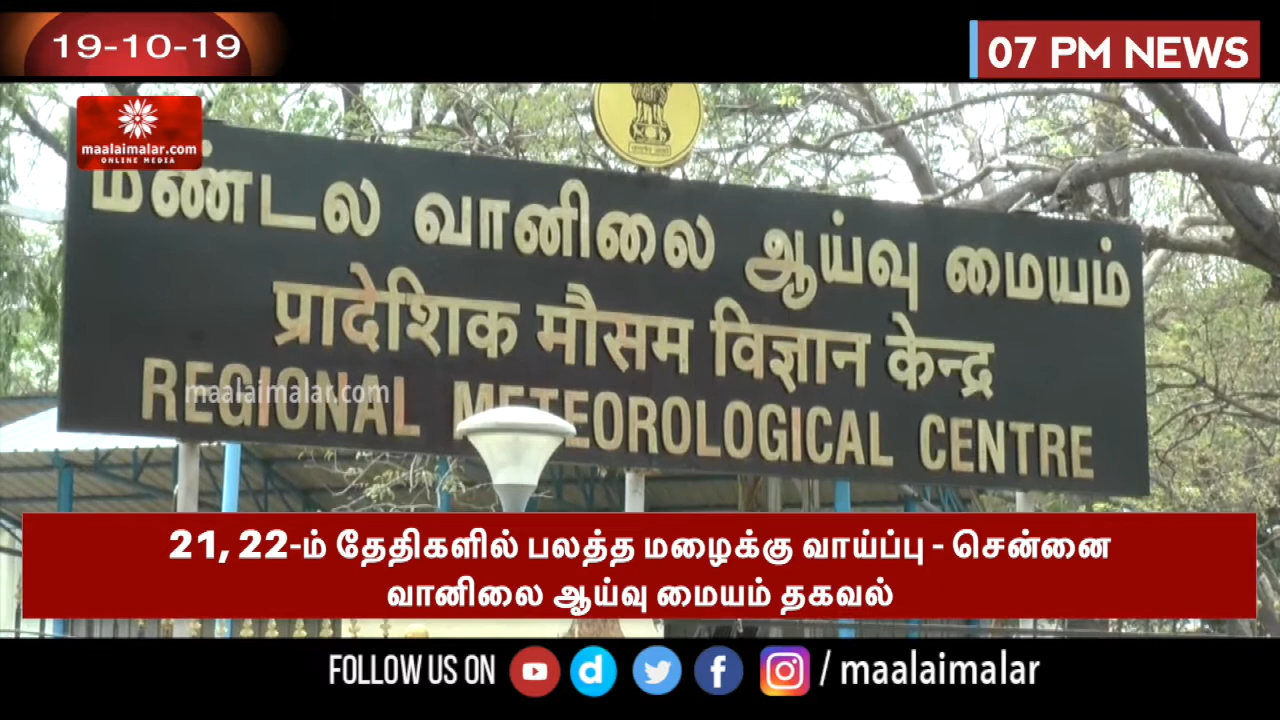 19-10-19
07 PM NEWS
maalaimalar.com
ONLINE MEDIA
மண்டல வானிலை ஆய்வு மையம்
प्रादेशिक मौसम विज्ञान केन्द्र
maalaimalar.com
REGIONAL METEOROLOGICAL CENTRE
21, 22-ம் தேதிகளில் பலத்த மழைக்கு வாய்ப்பு - சென்னை
வானிலை ஆய்வு மையம் தகவல்
FOLLOW US ON / maalaimalar